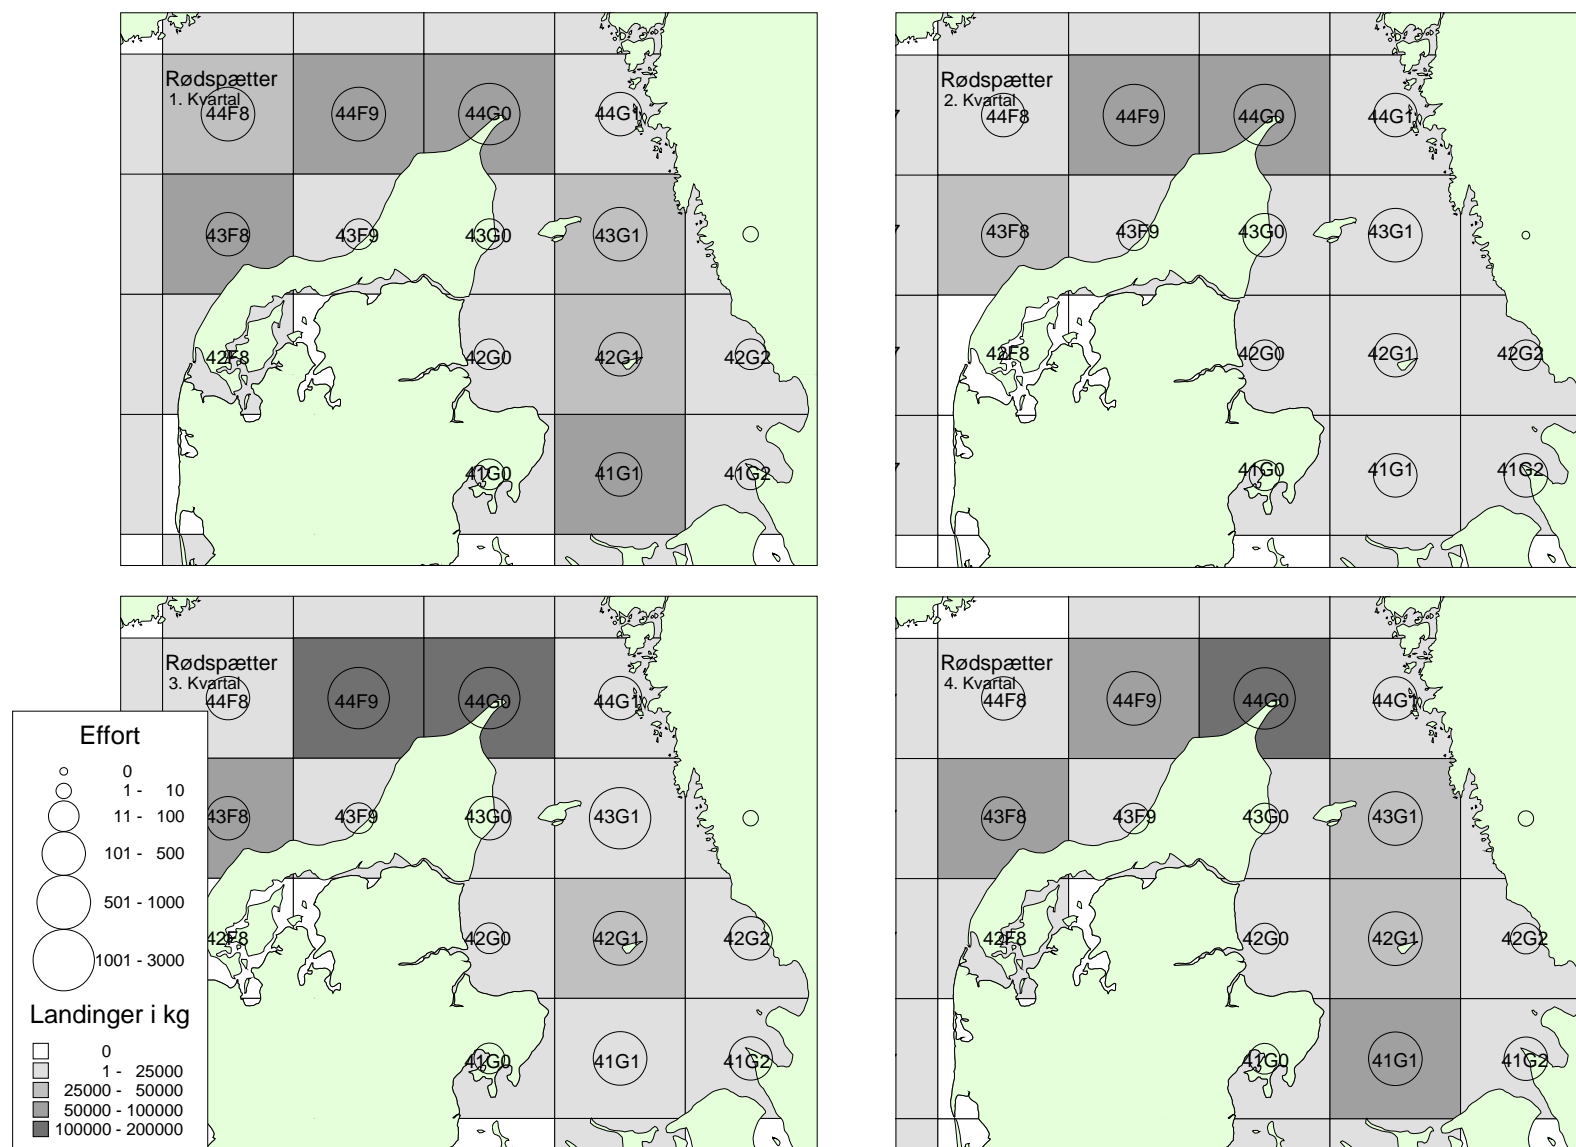 Rødspætter
1. Kvartal
44F8 44F9 44G0 44G1
43F8 43F9 43G0 43G1
42F8 42G0 42G1 42G2
41G0 41G1 41G2
Rødspætter
2. Kvartal
44F8 44F9 44G0 44G1
43F8 43F9 43G0 43G1
42F8 42G0 42G1 42G2
41G0 41G1 41G2
Rødspætter
3. Kvartal
44F8 44F9 44G0 44G1
43F8 43F9 43G0 43G1
42F8 42G0 42G1 42G2
41G0 41G1 41G2
Rødspætter
4. Kvartal
44F8 44F9 44G0 44G1
43F8 43F9 43G0 43G1
42F8 42G0 42G1 42G2
41G0 41G1 41G2
Effort
0
1 - 10
11 - 100
101 - 500
501 - 1000
1001 - 3000
Landinger i kg
0
1 - 25000
25000 - 50000
50000 - 100000
100000 - 200000